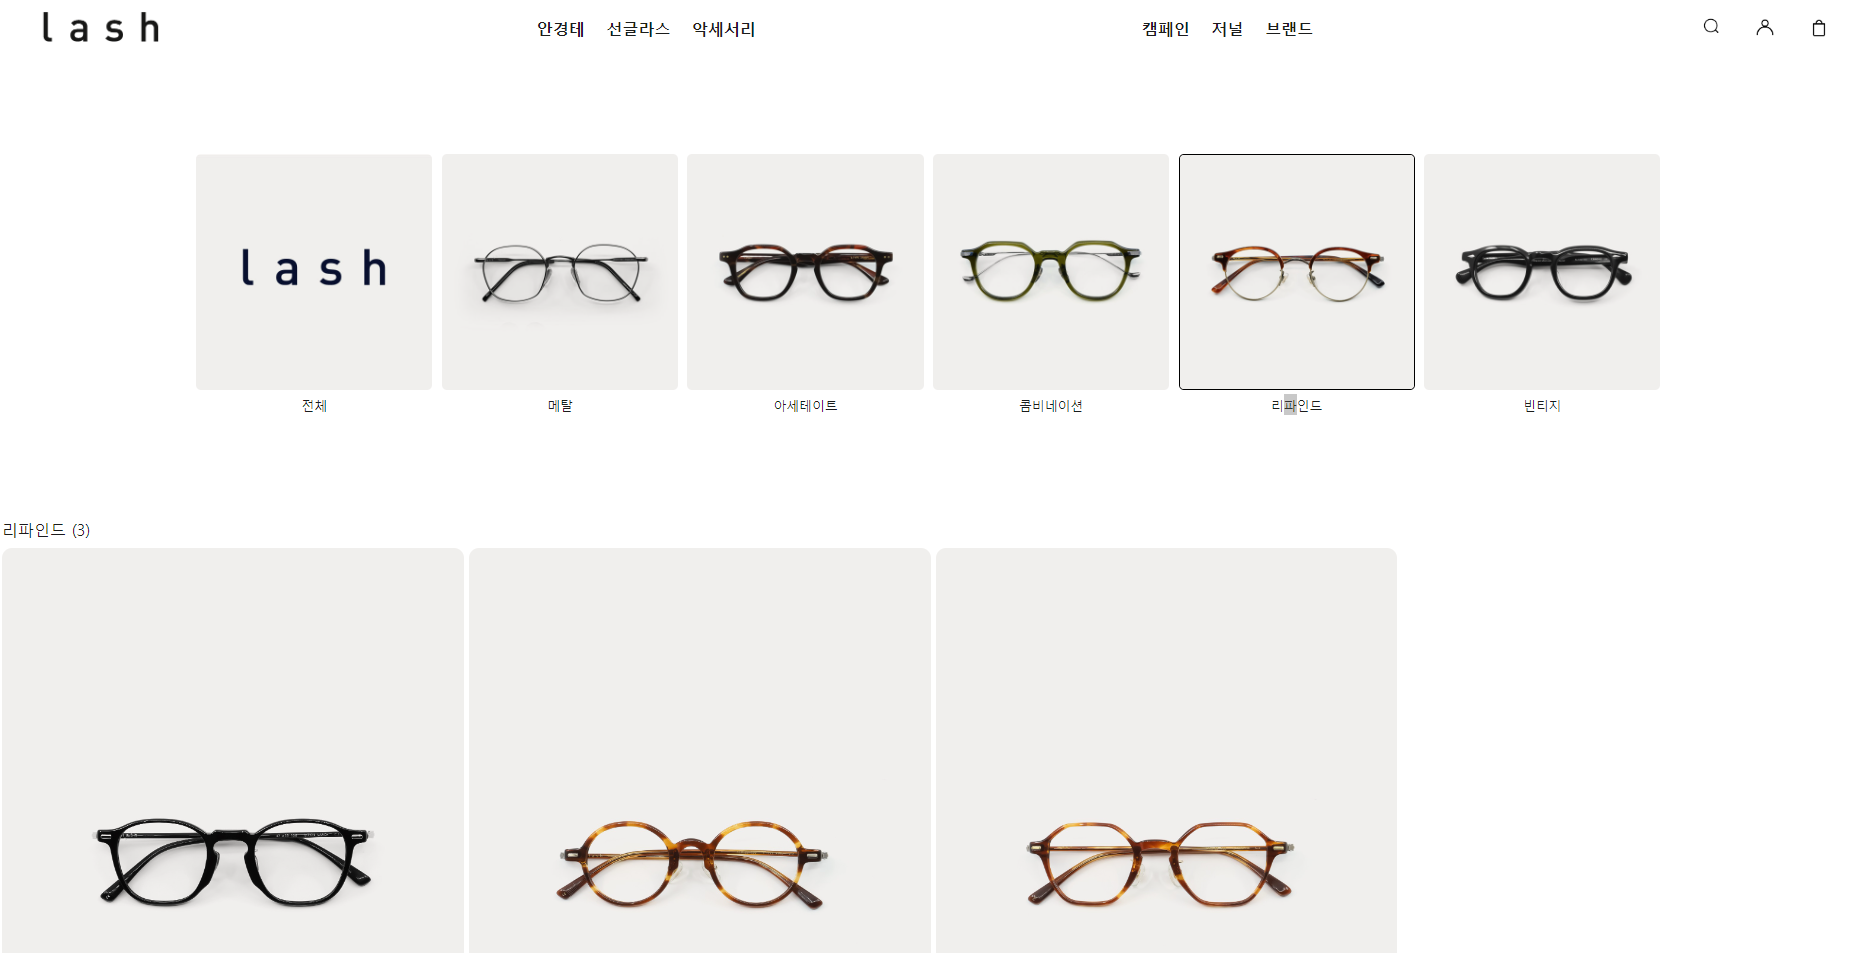 lash
안경테 선글라스 악세서리
캠페인 저널 브랜드
lash
전체
메탈
아세테이트
콤비네이션
리파인드
빈티지
리파인드 (3)